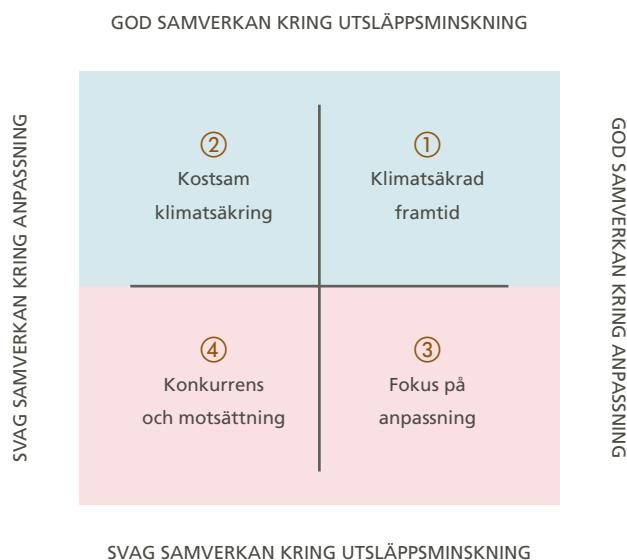 GOD SAMVERKAN KRING UTSLÄPPSMINSKNING
SVAG SAMVERKAN KRING ANPASSNING
②
Kostsam
klimatsäkring
①
Klimatsäkrad
framtid
④
Konkurrens
och motsättning
③
Fokus på
anpassning
GOD SAMVERKAN KRING ANPASSNING
SVAG SAMVERKAN KRING UTSLÄPPSMINSKNING